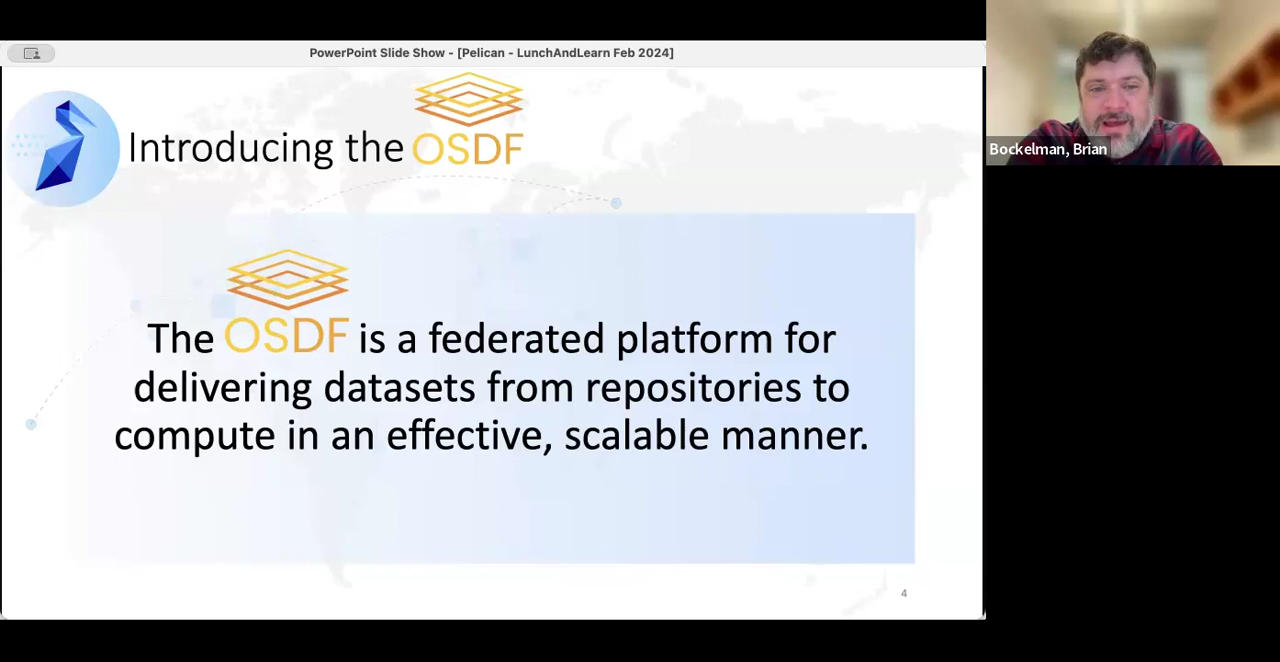 PowerPoint Slide Show - [Pelican - LunchAndLearn Feb 2024]
Introducing the OSDF
The OSDF is a federated platform for
delivering datasets from repositories to
compute in an effective, scalable manner.
4
Bockelman, Brian